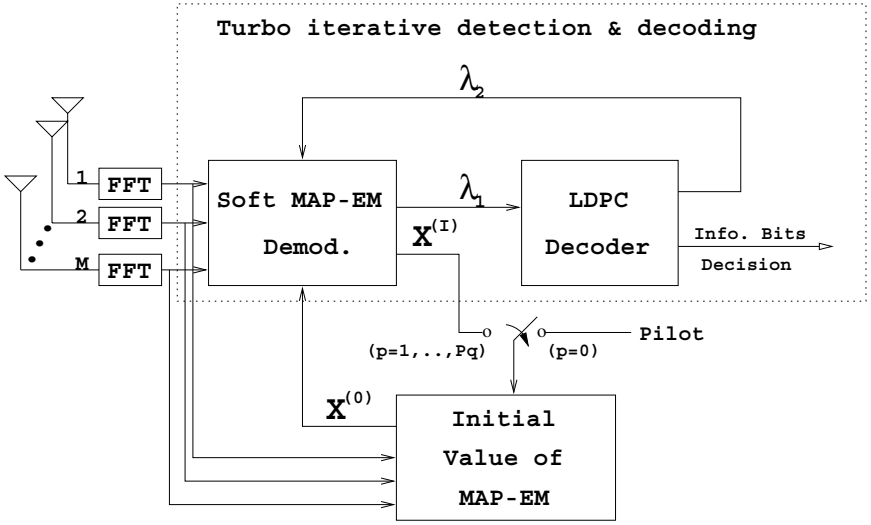 Turbo iterative detection & decoding
λ2
1
FFT
2
FFT
M
FFT
Soft MAP-EM
Demod.
λ1
X(I)
LDPC
Decoder
Info. Bits
Decision
(p=1,..,Pq)
(p=0)
Pilot
X(0)
Initial
Value of
MAP-EM